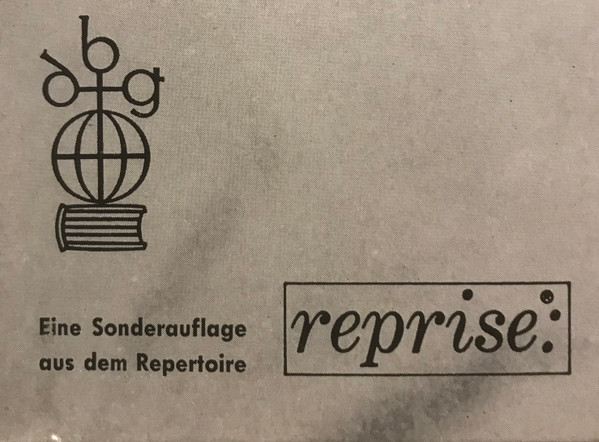 dbg
Eine Sonderauflage
aus dem Repertoire
reprise: